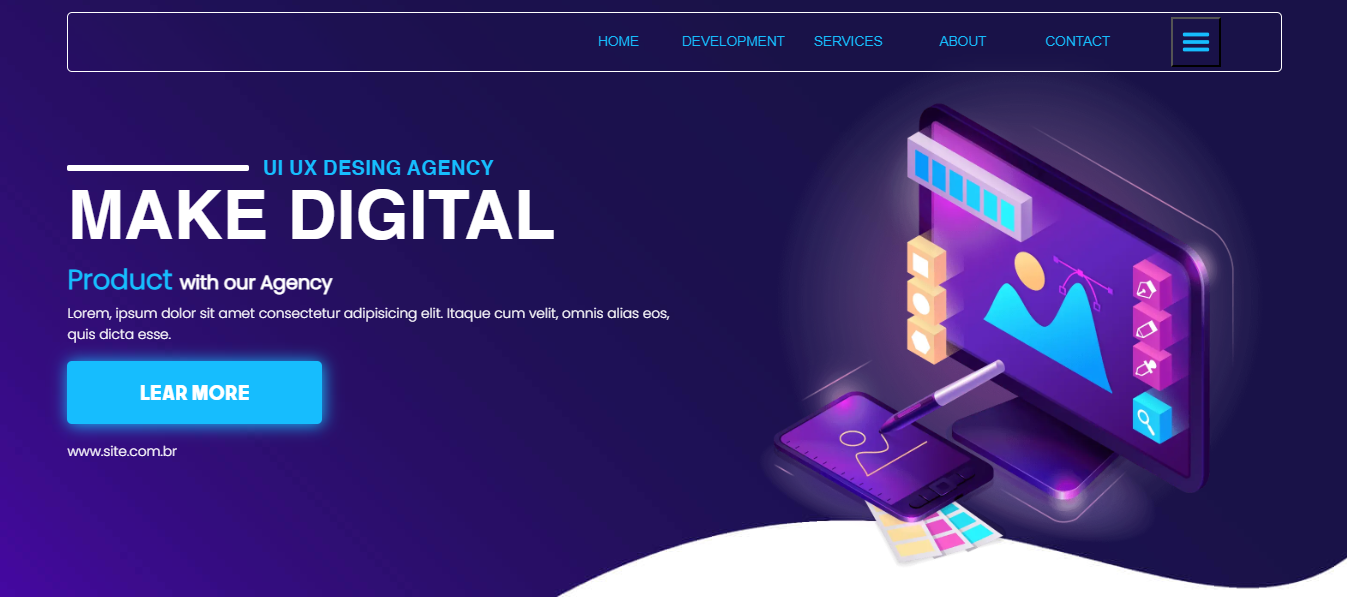 HOME DEVELOPMENT SERVICES ABOUT CONTACT
UI UX DESING AGENCY
MAKE DIGITAL
Product with our Agency
Lorem, ipsum dolor sit amet consectetur adipisicing elit. Itaque cum velit, omnis alias eos,
quis dicta esse.
LEAR MORE
www.site.com.br